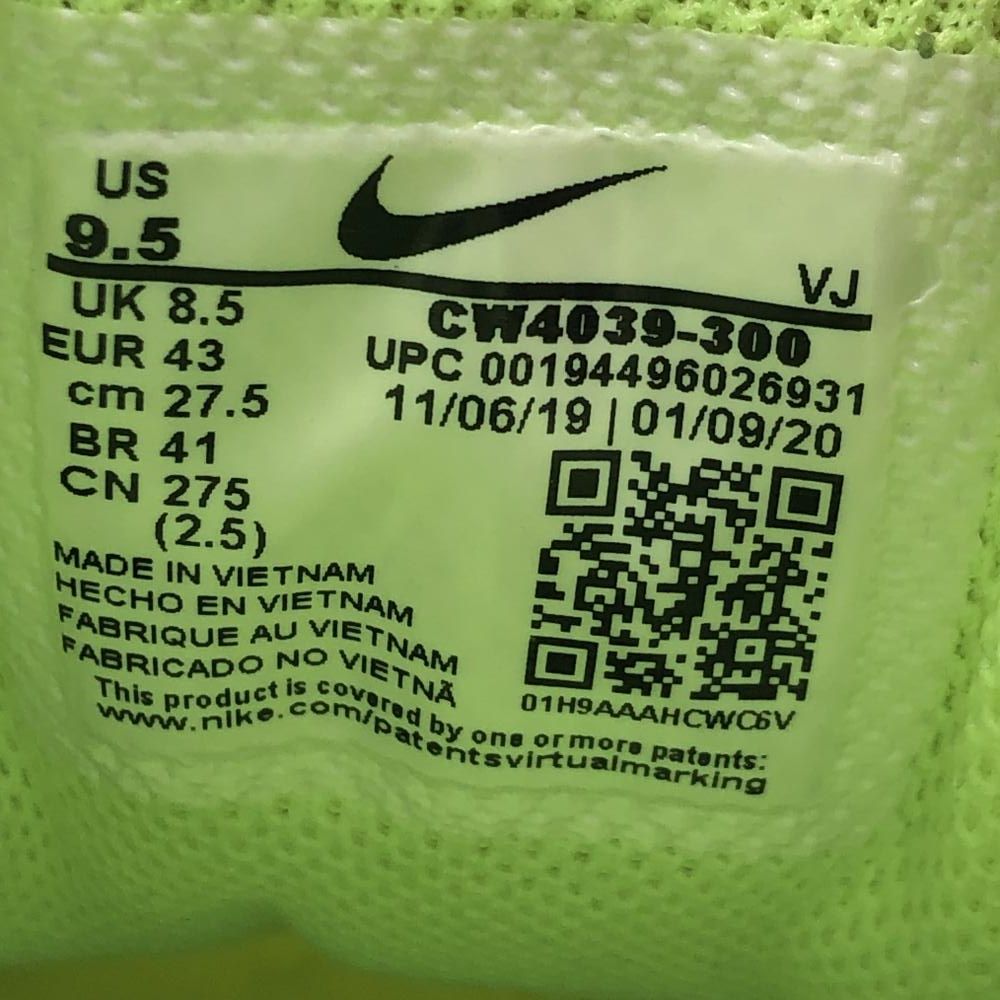 US
9.5
VJ
UK 8.5
EUR 43
cm 27.5
BR 41
CN 275
(2.5)
CW4039-300
UPC 00194496026931
11/06/19 | 01/09/20
01H9AAAHCWC6V
MADE IN VIETNAM
HECHO EN VIETNAM
FABRIQUE AU VIETNAM
FABRICADO NO VIETNÃ
This product is covered by one or more patents:
www.nike.com/patentsvirtualmarking